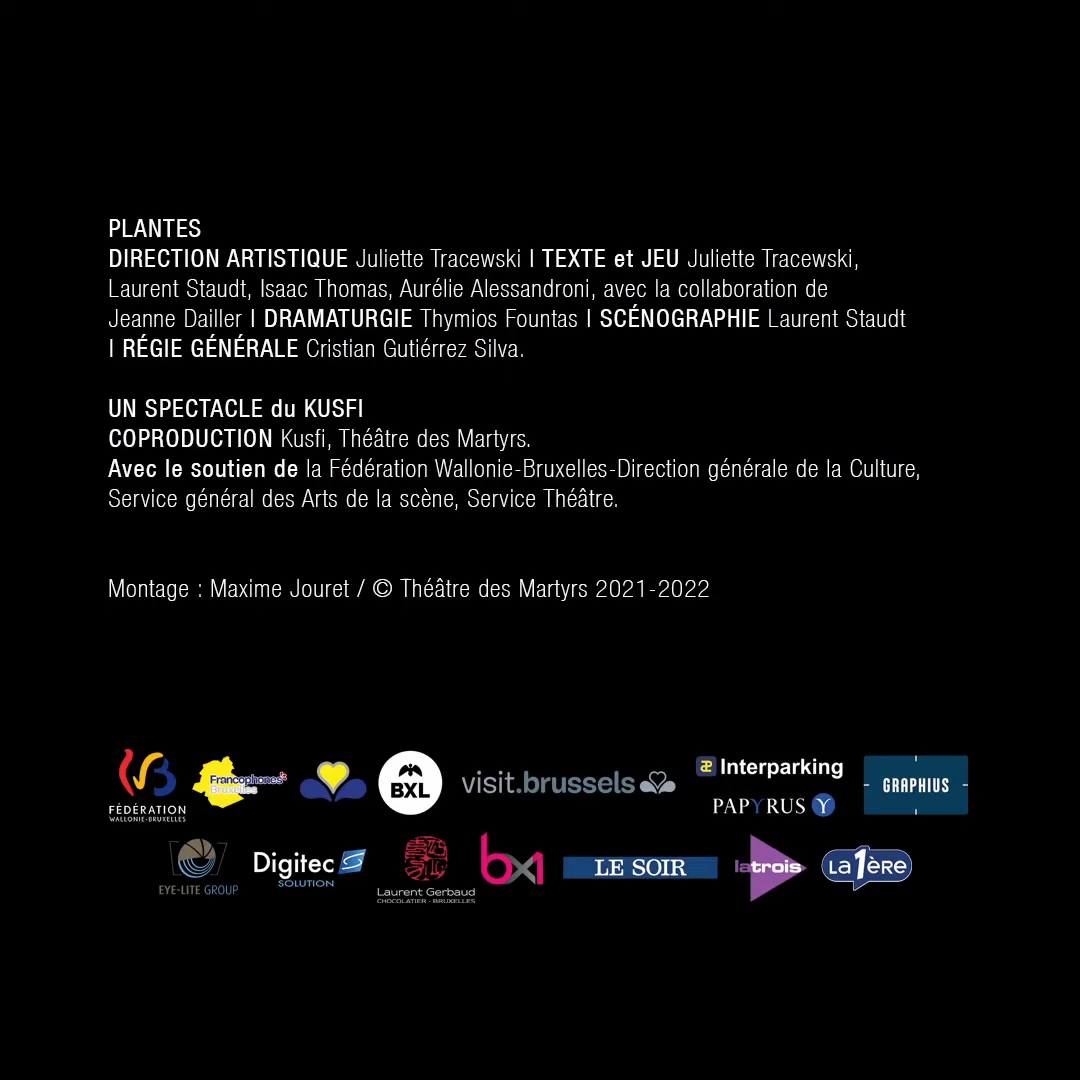 PLANTES
DIRECTION ARTISTIQUE Juliette Tracewski I TEXTE et JEU Juliette Tracewski,
Laurent Staudt, Isaac Thomas, Aurélie Alessandroni, avec la collaboration de
Jeanne Dailler I DRAMATURGIE Thymios Fountas I SCÉNOGRAPHIE Laurent Staudt
I RÉGIE GÉNÉRALE Cristian Gutiérrez Silva.
UN SPECTACLE du KUSFI
COPRODUCTION Kusfi, Théâtre des Martyrs.
Avec le soutien de la Fédération Wallonie-Bruxelles-Direction générale de la Culture,
Service général des Arts de la scène, Service Théâtre.
Montage : Maxime Jouret / © Théâtre des Martyrs 2021-2022
FÉDÉRATION
WALLONIE-BRUXELLES
Francophones
Bruxelles
BXL
visit.brussels
Interparking
PAPYRUS
GRAPHIUS
EYE-LITE GROUP
Digitec
SOLUTION
Laurent Gerbaud
CHOCOLATIER - BRUXELLES
bx1
LE SOIR
latrois
LA 1ÈRE